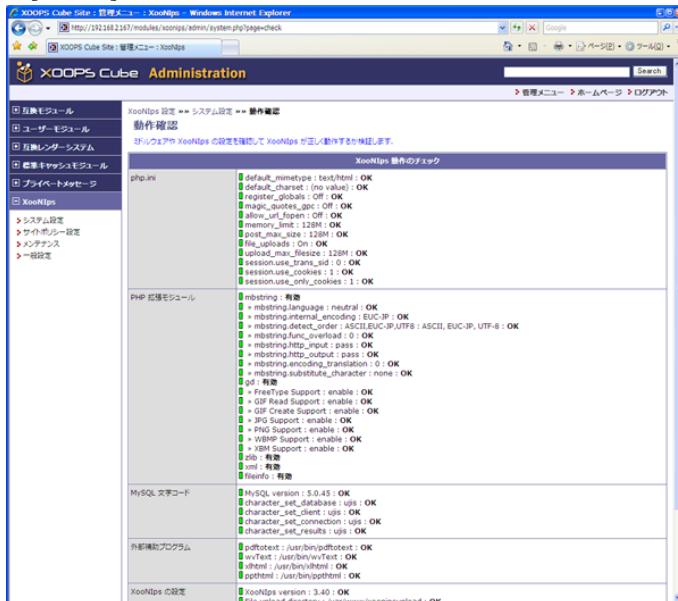 XOOPS Cube Site : 管理メニュー : XooNIps - Windows Internet Explorer
http://192.168.2.167/modules/xoonips/admin/system.php?page=check
Google
XOOPS Cube Site : 管理メニュー : XooNIps
ページ(P)
ツール(O)
XOOPS Cube Administration
Search
管理メニュー
ホームページ
ログアウト
互換モジュール
ユーザーモジュール
互換レンダーシステム
標準キャッシュモジュール
プライベートメッセージ
XooNIps
システム設定
サイトポリシー設定
メンテナンス
一般設定
XooNIps 設定 »» システム設定 »» 動作確認
動作確認
ミドルウェアや XooNIps の設定を確認して XooNIps が正しく動作するか検証します。
XooNIps 動作のチェック
php.ini
default_mimetype : text/html : OK
default_charset : (no value) : OK
register_globals : Off : OK
magic_quotes_gpc : Off : OK
allow_url_fopen : Off : OK
memory_limit : 128M : OK
post_max_size : 128M : OK
file_uploads : On : OK
upload_max_filesize : 128M : OK
session.use_trans_sid : 0 : OK
session.use_cookies : 1 : OK
session.use_only_cookies : 1 : OK
PHP 拡張モジュール
mbstring : 有効
» mbstring.language : neutral : OK
» mbstring.internal_encoding : EUC-JP : OK
» mbstring.detect_order : ASCII,EUC-JP,UTF8 : ASCII, EUC-JP, UTF-8 : OK
» mbstring.func_overload : 0 : OK
» mbstring.http_input : pass : OK
» mbstring.http_output : pass : OK
» mbstring.encoding_translation : 0 : OK
» mbstring.substitute_character : none : OK
gd : 有効
» FreeType Support : enable : OK
» GIF Read Support : enable : OK
» GIF Create Support : enable : OK
» JPG Support : enable : OK
» PNG Support : enable : OK
» WBMP Support : enable : OK
» XBM Support : enable : OK
zlib : 有効
xml : 有効
fileinfo : 有効
MySQL 文字コード
MySQL version : 5.0.45 : OK
character_set_database : ujis : OK
character_set_client : ujis : OK
character_set_connection : ujis : OK
character_set_results : ujis : OK
外部補助プログラム
pdftotext : /usr/bin/pdftotext : OK
wvText : /usr/bin/wvText : OK
xlhtml : /usr/bin/xlhtml : OK
ppthtml : /usr/bin/ppthtml : OK
XooNIps の設定
XooNIps version : 3.40 : OK